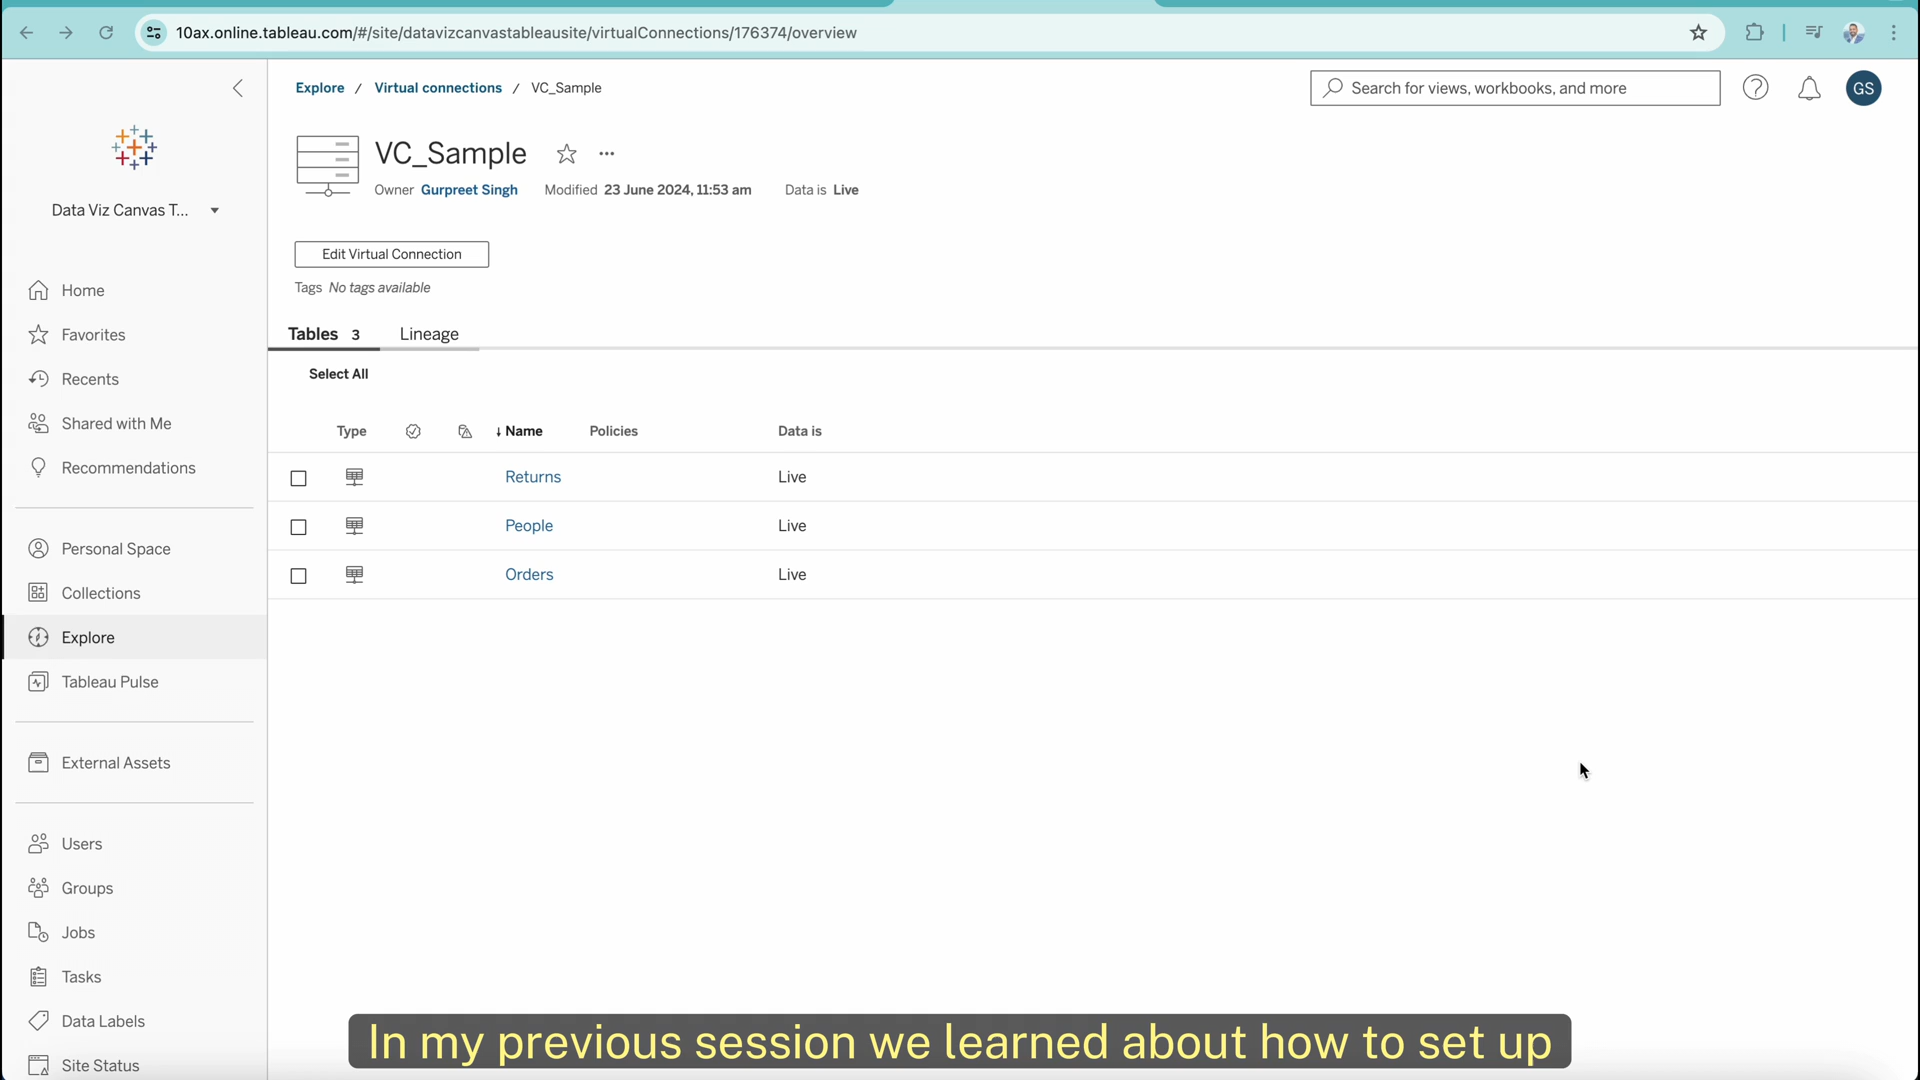 10ax.online.tableau.com/#/site/datavizcanvastableausite/virtualConnections/176374/overview
Explore / Virtual connections / VC_Sample
Search for views, workbooks, and more
GS
VC_Sample
Owner Gurpreet Singh Modified 23 June 2024, 11:53 am Data is Live
Data Viz Canvas T...
Edit Virtual Connection
Tags No tags available
Home
Favorites
Recents
Shared with Me
Recommendations
Personal Space
Collections
Explore
Tableau Pulse
External Assets
Users
Groups
Jobs
Tasks
Data Labels
Site Status
Tables 3 Lineage
Select All
Type ↓ Name Policies Data is
Returns Live
People Live
Orders Live
In my previous session we learned about how to set up